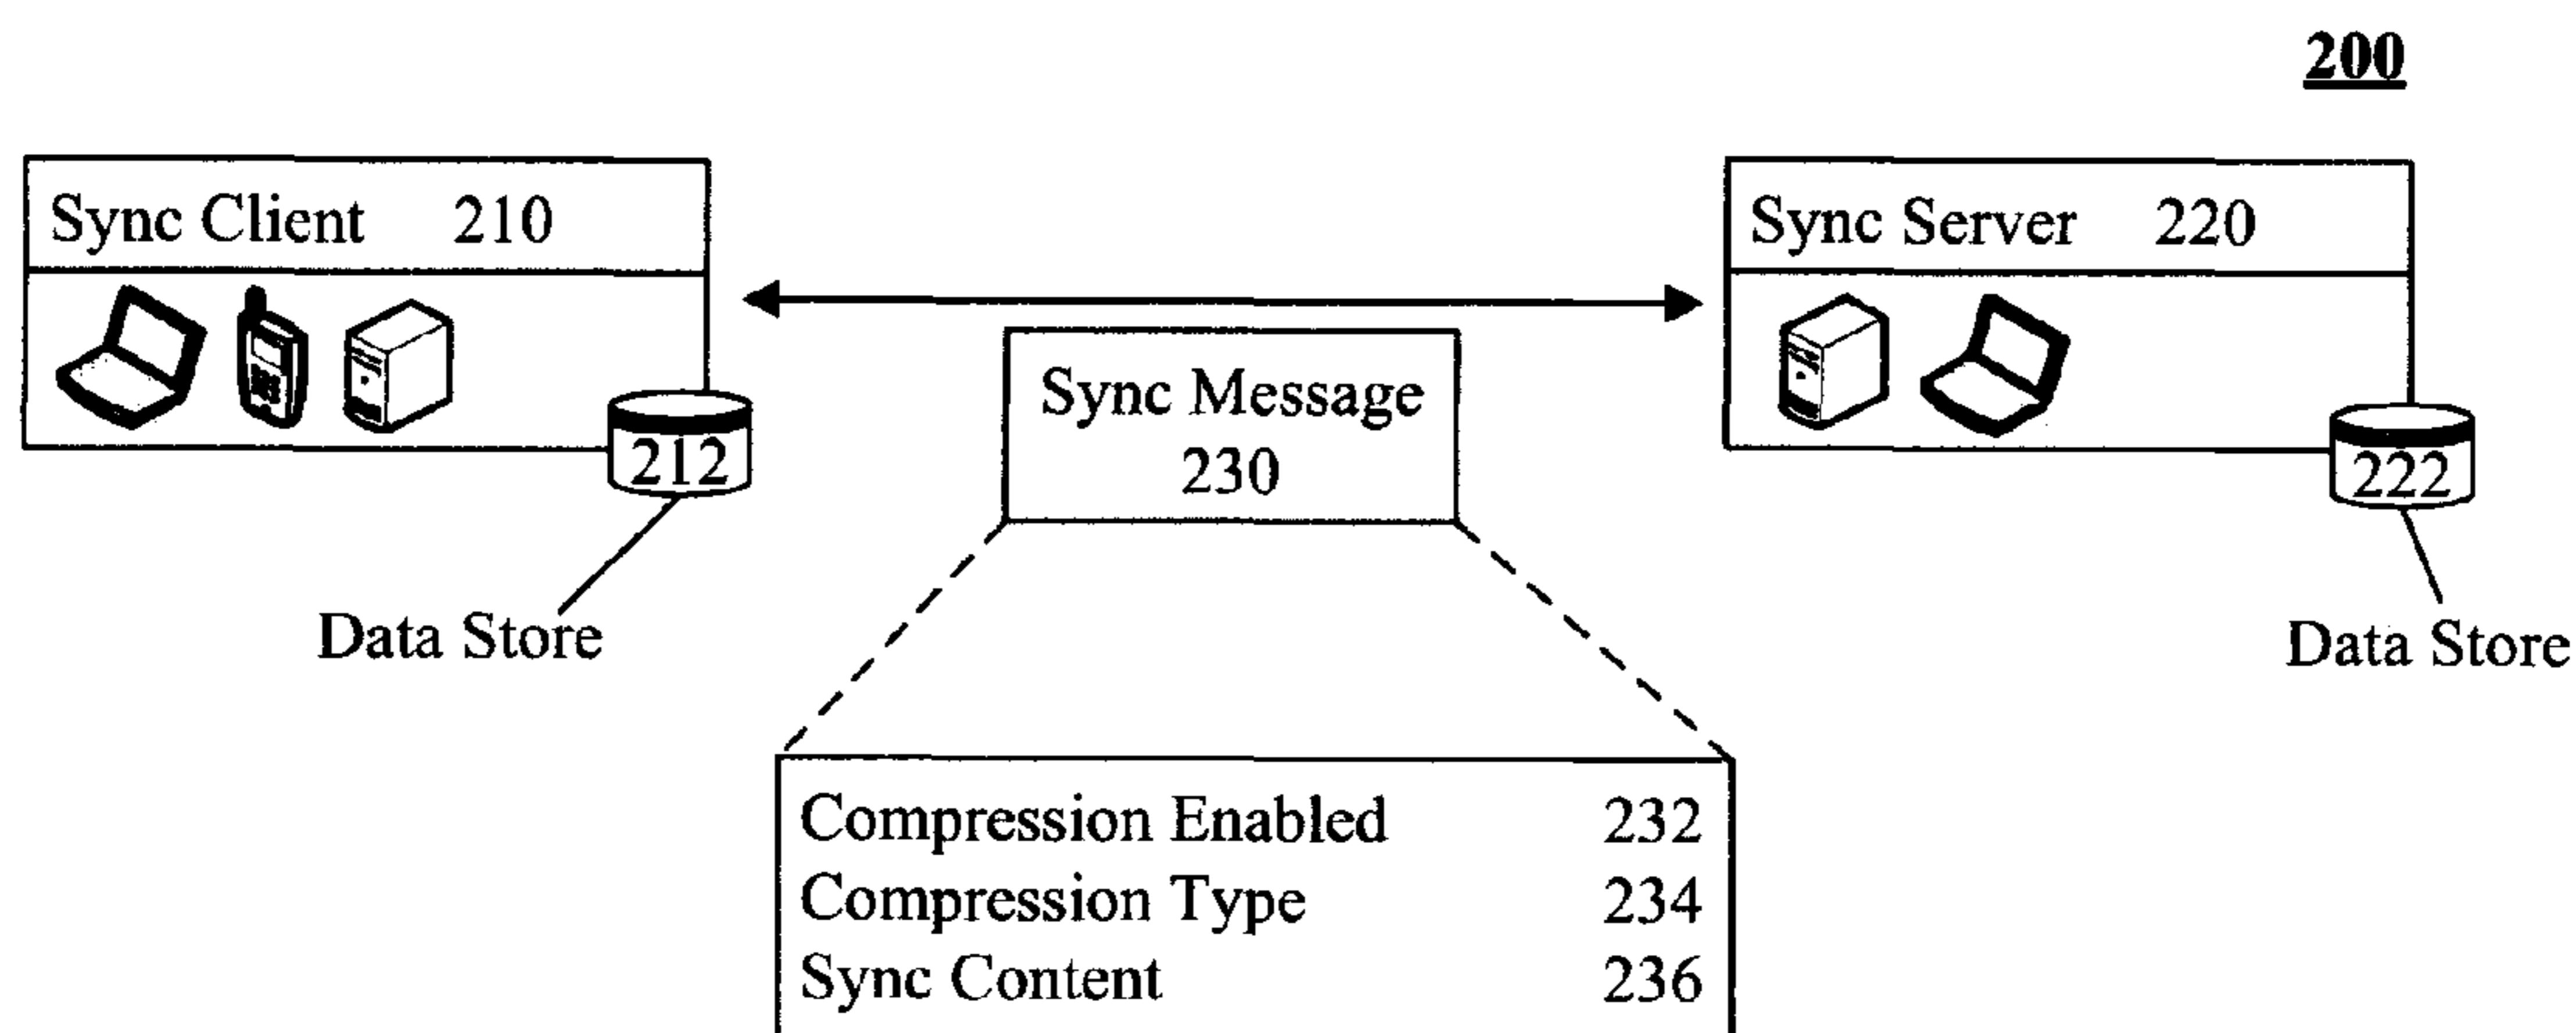 200
Sync Client 210
Sync Server 220
Sync Message
230
212
222
Data Store
Data Store
Compression Enabled 232
Compression Type 234
Sync Content 236